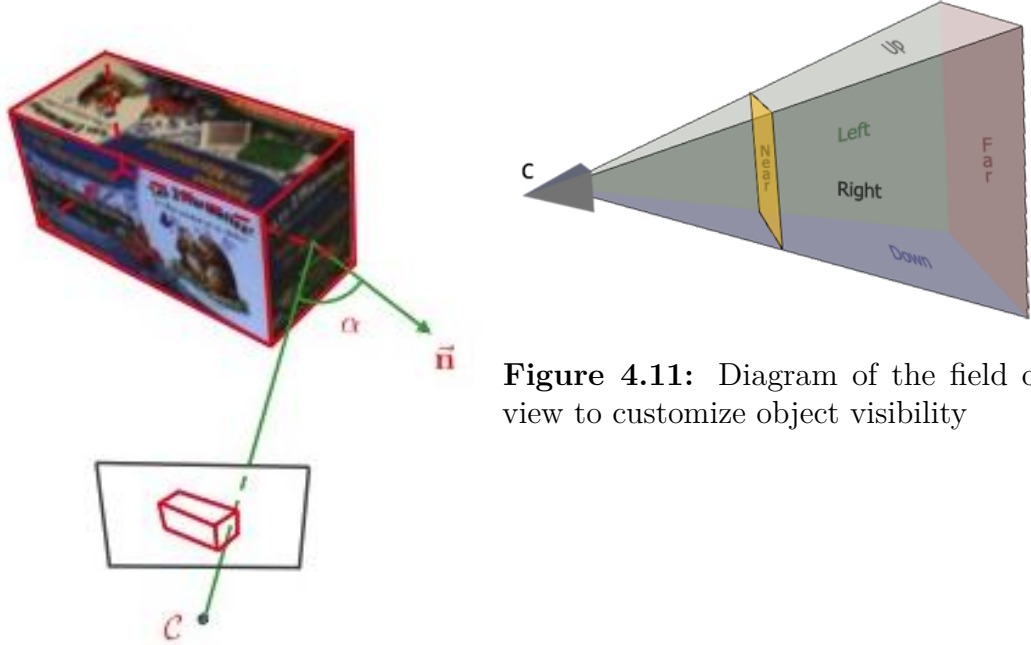 C
Up
Left
Near
Right
Far
Down
α
n⃗
C
Figure 4.11: Diagram of the field
view to customize object visibility